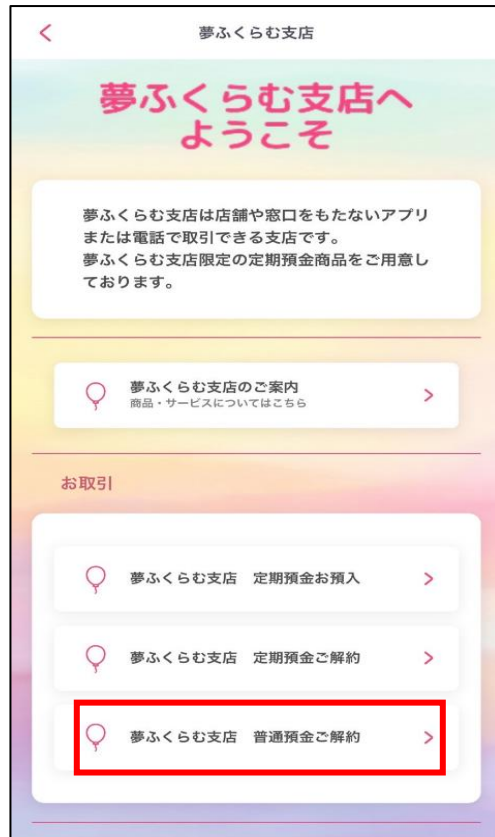 夢ふくらむ支店
夢ふくらむ支店へ
ようこそ
夢ふくらむ支店は店舗や窓口をもたないアプリ
または電話で取引できる支店です。
夢ふくらむ支店限定の定期預金商品をご用意し
ております。
夢ふくらむ支店のご案内
商品・サービスについてはこちら
お取引
夢ふくらむ支店　定期預金お預入
夢ふくらむ支店　定期預金ご解約
夢ふくらむ支店　普通預金ご解約